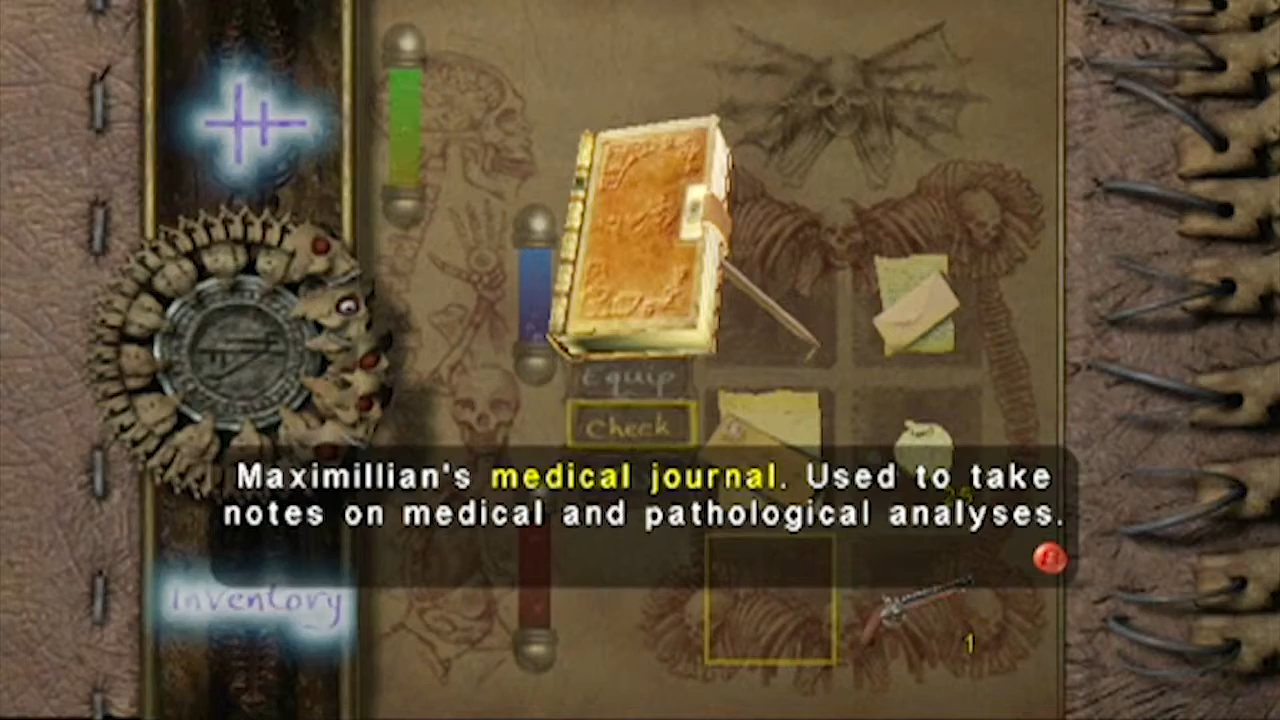 Equip
Check
Maximillian's medical journal. Used to take
notes on medical and pathological analyses.
B
Inventory
1